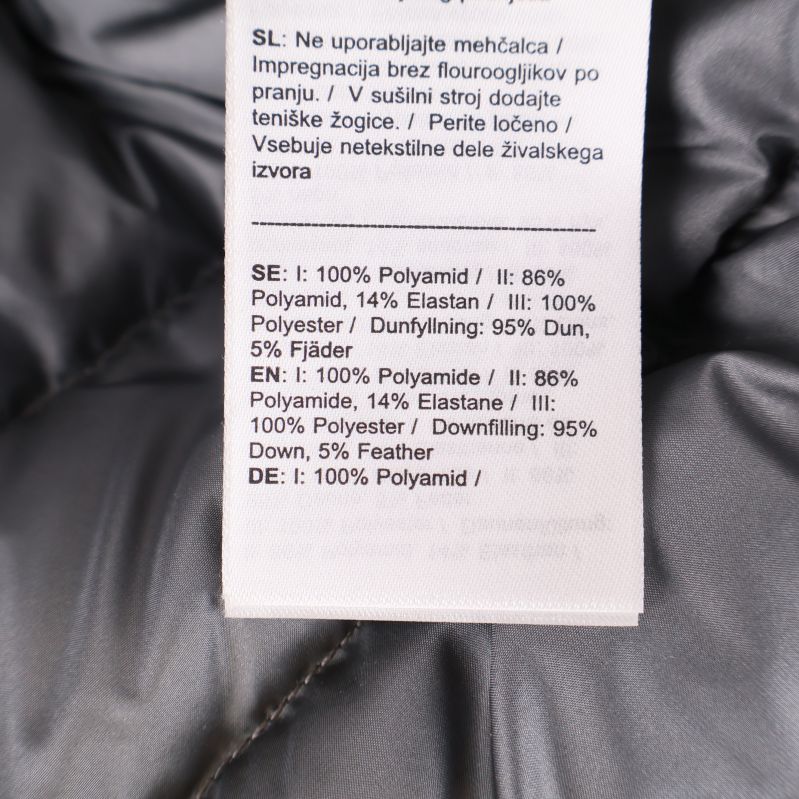 SL: Ne uporabljajte mehčalca /
Impregnacija brez flouroogljikov po
pranju. / V sušilni stroj dodajte
teniške žogice. / Perite ločeno /
Vsebuje netekstilne dele živalskega
izvora
SE: I: 100% Polyamid / II: 86%
Polyamid, 14% Elastan / III: 100%
Polyester / Dunfyllning: 95% Dun,
5% Fjäder
EN: I: 100% Polyamide / II: 86%
Polyamide, 14% Elastane / III:
100% Polyester / Downfilling: 95%
Down, 5% Feather
DE: I: 100% Polyamid /